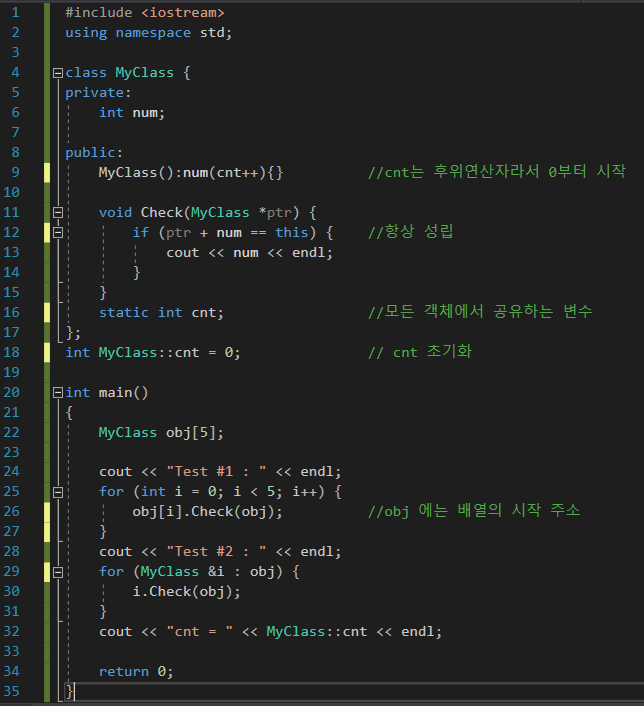 1 #include <iostream>
2 using namespace std;
3
4 class MyClass {
5 private:
6 int num;
7
8 public:
9 MyClass():num(cnt++){} //cnt는 후위연산자라서 0부터 시작
10
11 void Check(MyClass *ptr) {
12 if (ptr + num == this) { //항상 성립
13 cout << num << endl;
14 }
15 }
16 static int cnt; //모든 객체에서 공유하는 변수
17 };
18 int MyClass::cnt = 0; // cnt 초기화
19
20 int main()
21 {
22 MyClass obj[5];
23
24 cout << "Test #1 : " << endl;
25 for (int i = 0; i < 5; i++) {
26 obj[i].Check(obj); //obj 에는 배열의 시작 주소
27 }
28 cout << "Test #2 : " << endl;
29 for (MyClass &i : obj) {
30 i.Check(obj);
31 }
32 cout << "cnt = " << MyClass::cnt << endl;
33
34 return 0;
35 }